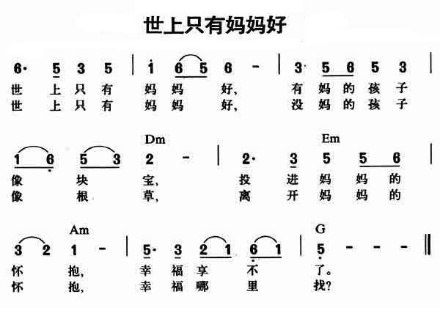 世上只有妈妈好
6· 5 3 5 | i 6 5 6 - | 3· 5 6 5 3 |
世 上 只 有 妈 妈 好, 有 妈 的 孩 子
世 上 只 有 妈 妈 好, 没 妈 的 孩 子
Dm Em
1 6 5 3 2 - | 2· 3 5 5 6 |
像 块 宝, 投 进 妈 妈 的
像 根 草, 离 开 妈 妈 的
Am G
3 2 1 - | 5· 3 2 1 6 1 | 5 - - - ‖
怀 抱, 幸 福 享 不 了。
怀 抱, 幸 福 哪 里 找?